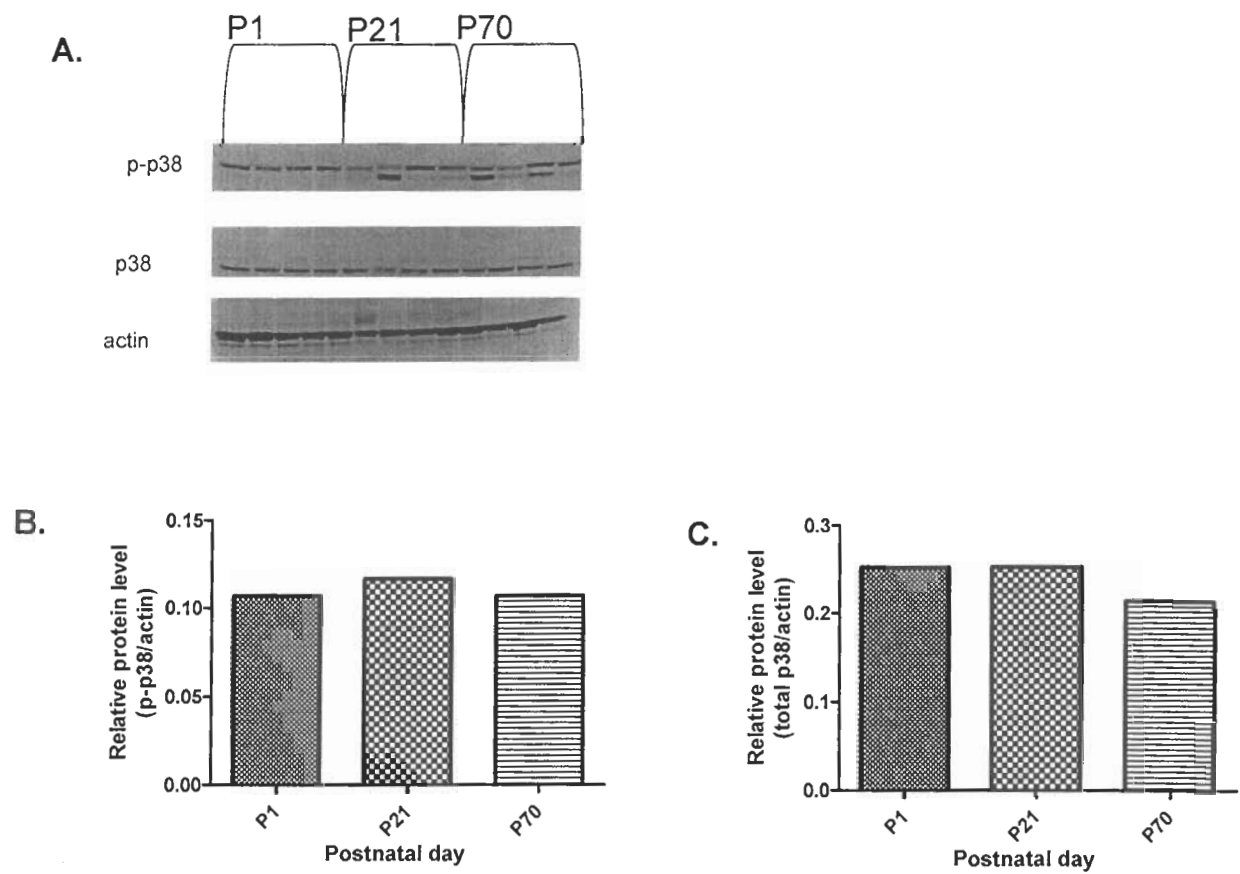 A.
P1 P21 P70
p-p38
p38
actin
B.
Relative protein level
(p-p38/actin)
0.15
0.10
0.05
0.00
P1 P21 P70
Postnatal day
C.
Relative protein level
(total p38/actin)
0.3
0.2
0.1
0.0
P1 P21 P70
Postnatal day